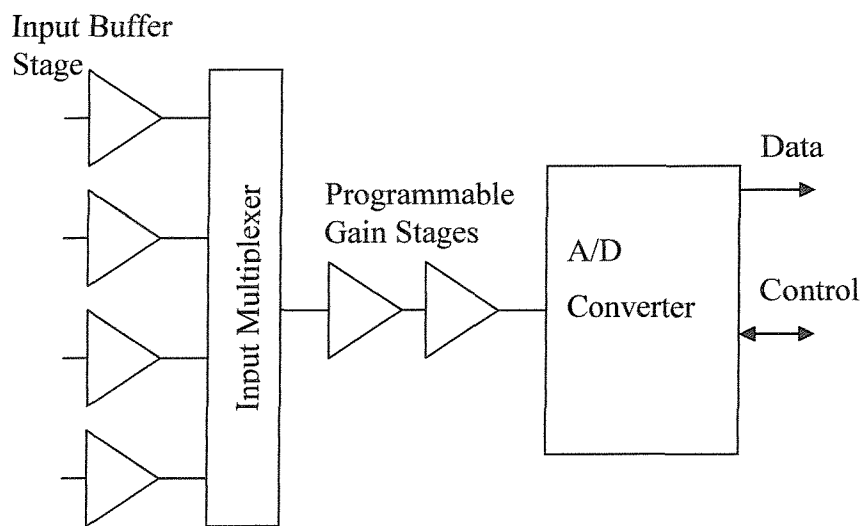 Input Buffer
Stage
Input Multiplexer
Programmable
Gain Stages
A/D
Converter
Data
Control